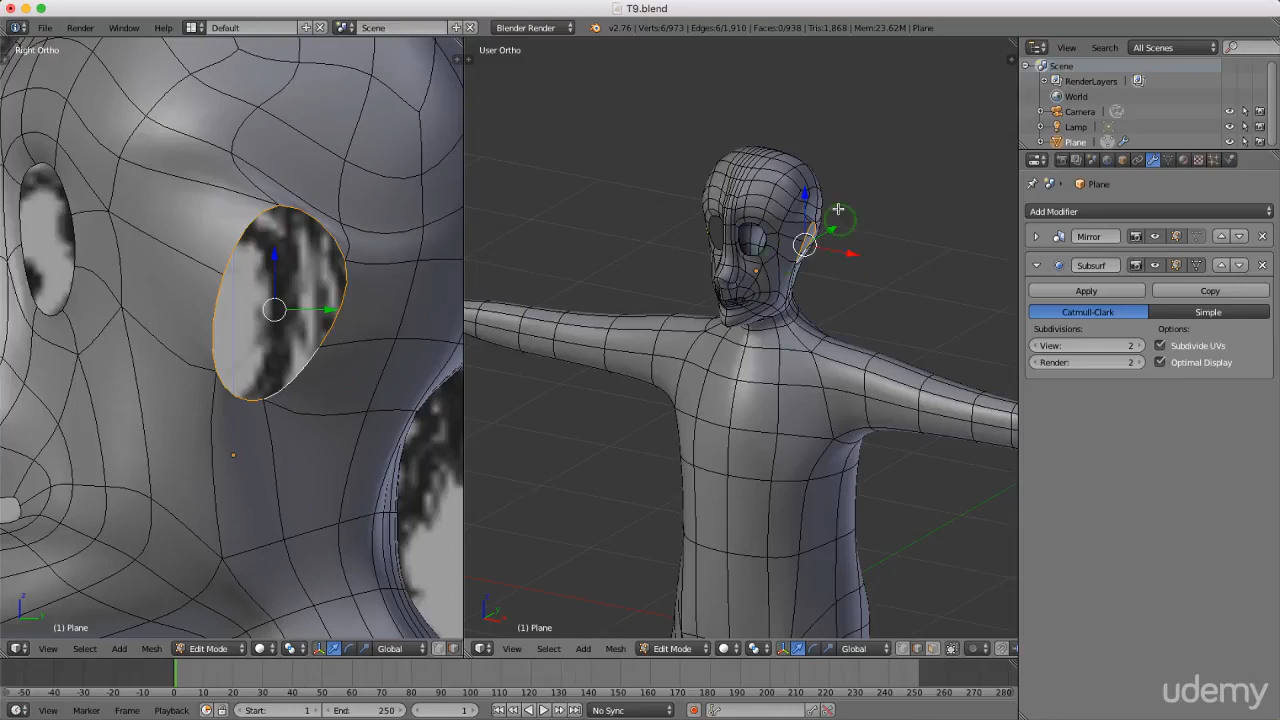 T9.blend
File Render Window Help Default Scene Blender Render v2.76 | Verts:6/973 | Edges:6/1,910 | Faces:0/938 | Tris:1,868 | Mem:23.62M | Plane
Right Ortho
User Ortho
View Search All Scenes
Scene
RenderLayers
World
Camera
Lamp
Plane
Plane
Add Modifier
Mirror
Subsurf
Apply Copy
Catmull-Clark Simple
Subdivisions: Options:
View: 2 Subdivide UVs
Render: 2 Optimal Display
z y
z y x
(1) Plane
(1) Plane
View Select Add Mesh Edit Mode Global
View Select Add Mesh Edit Mode Global
-50 -40 -30 -20 -10 0 10 20 30 40 50 60 70 80 90 100 110 120 130 140 150 160 170 180 190 200 210 220 230 240 250 260 270 280
View Marker Frame Playback Start: 1 End: 250 1 No Sync
udemy